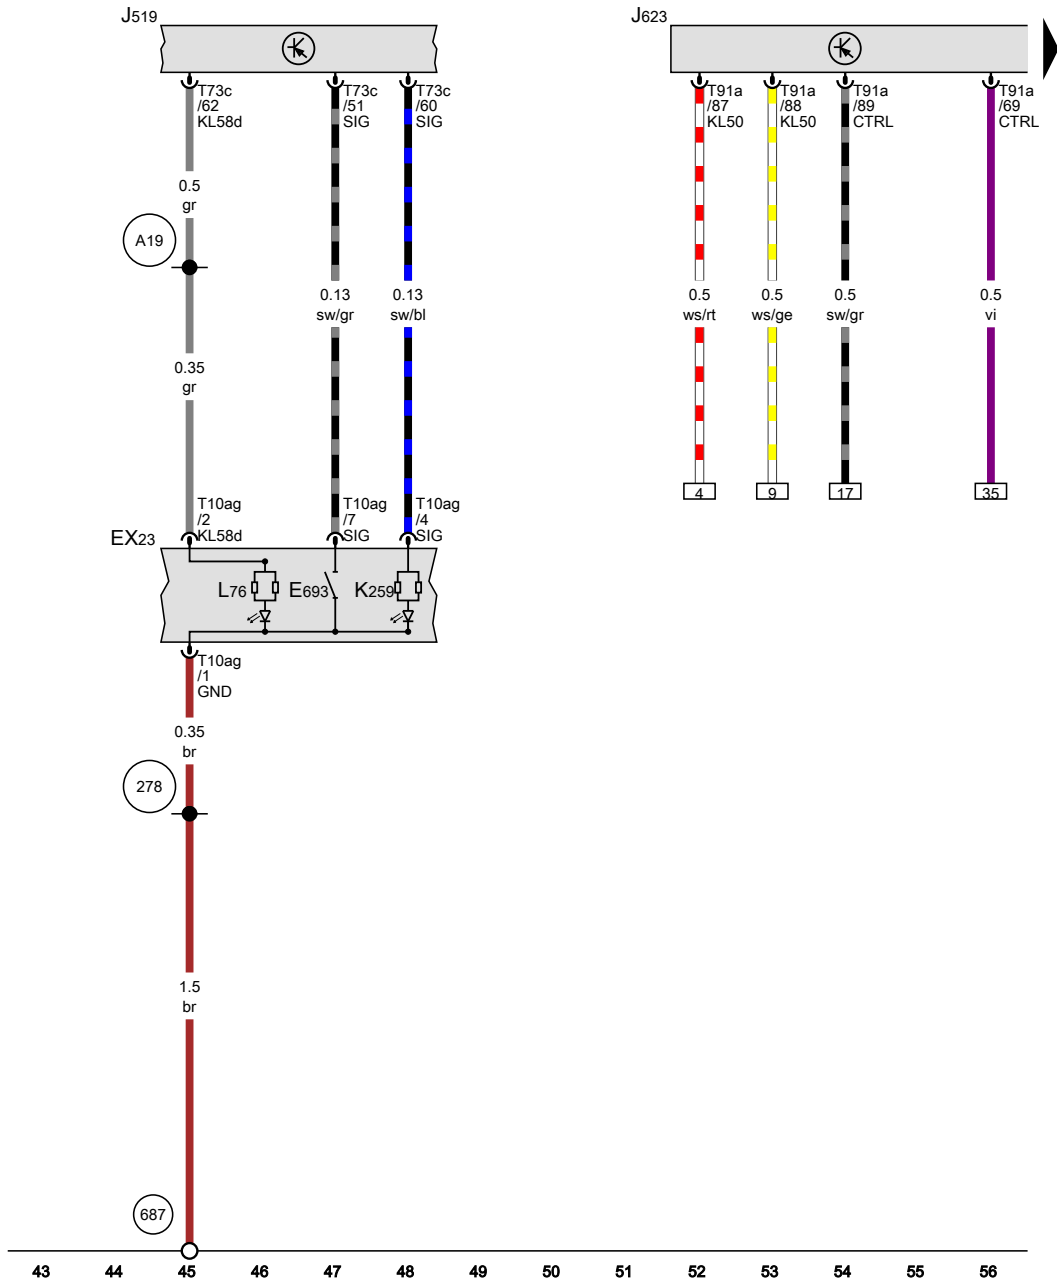 J519
J623
T73c
/62
KL58d
T73c
/51
SIG
T73c
/60
SIG
T91a
/87
KL50
T91a
/88
KL50
T91a
/89
CTRL
T91a
/69
CTRL
0.5
gr
A19
0.13
sw/gr
0.13
sw/bl
0.5
ws/rt
0.5
ws/ge
0.5
sw/gr
0.5
vi
0.35
gr
4
9
17
35
T10ag
/2
KL58d
T10ag
/7
SIG
T10ag
/4
SIG
EX23
L76
E693
K259
T10ag
/1
GND
0.35
br
278
1.5
br
687
43 44 45 46 47 48 49 50 51 52 53 54 55 56